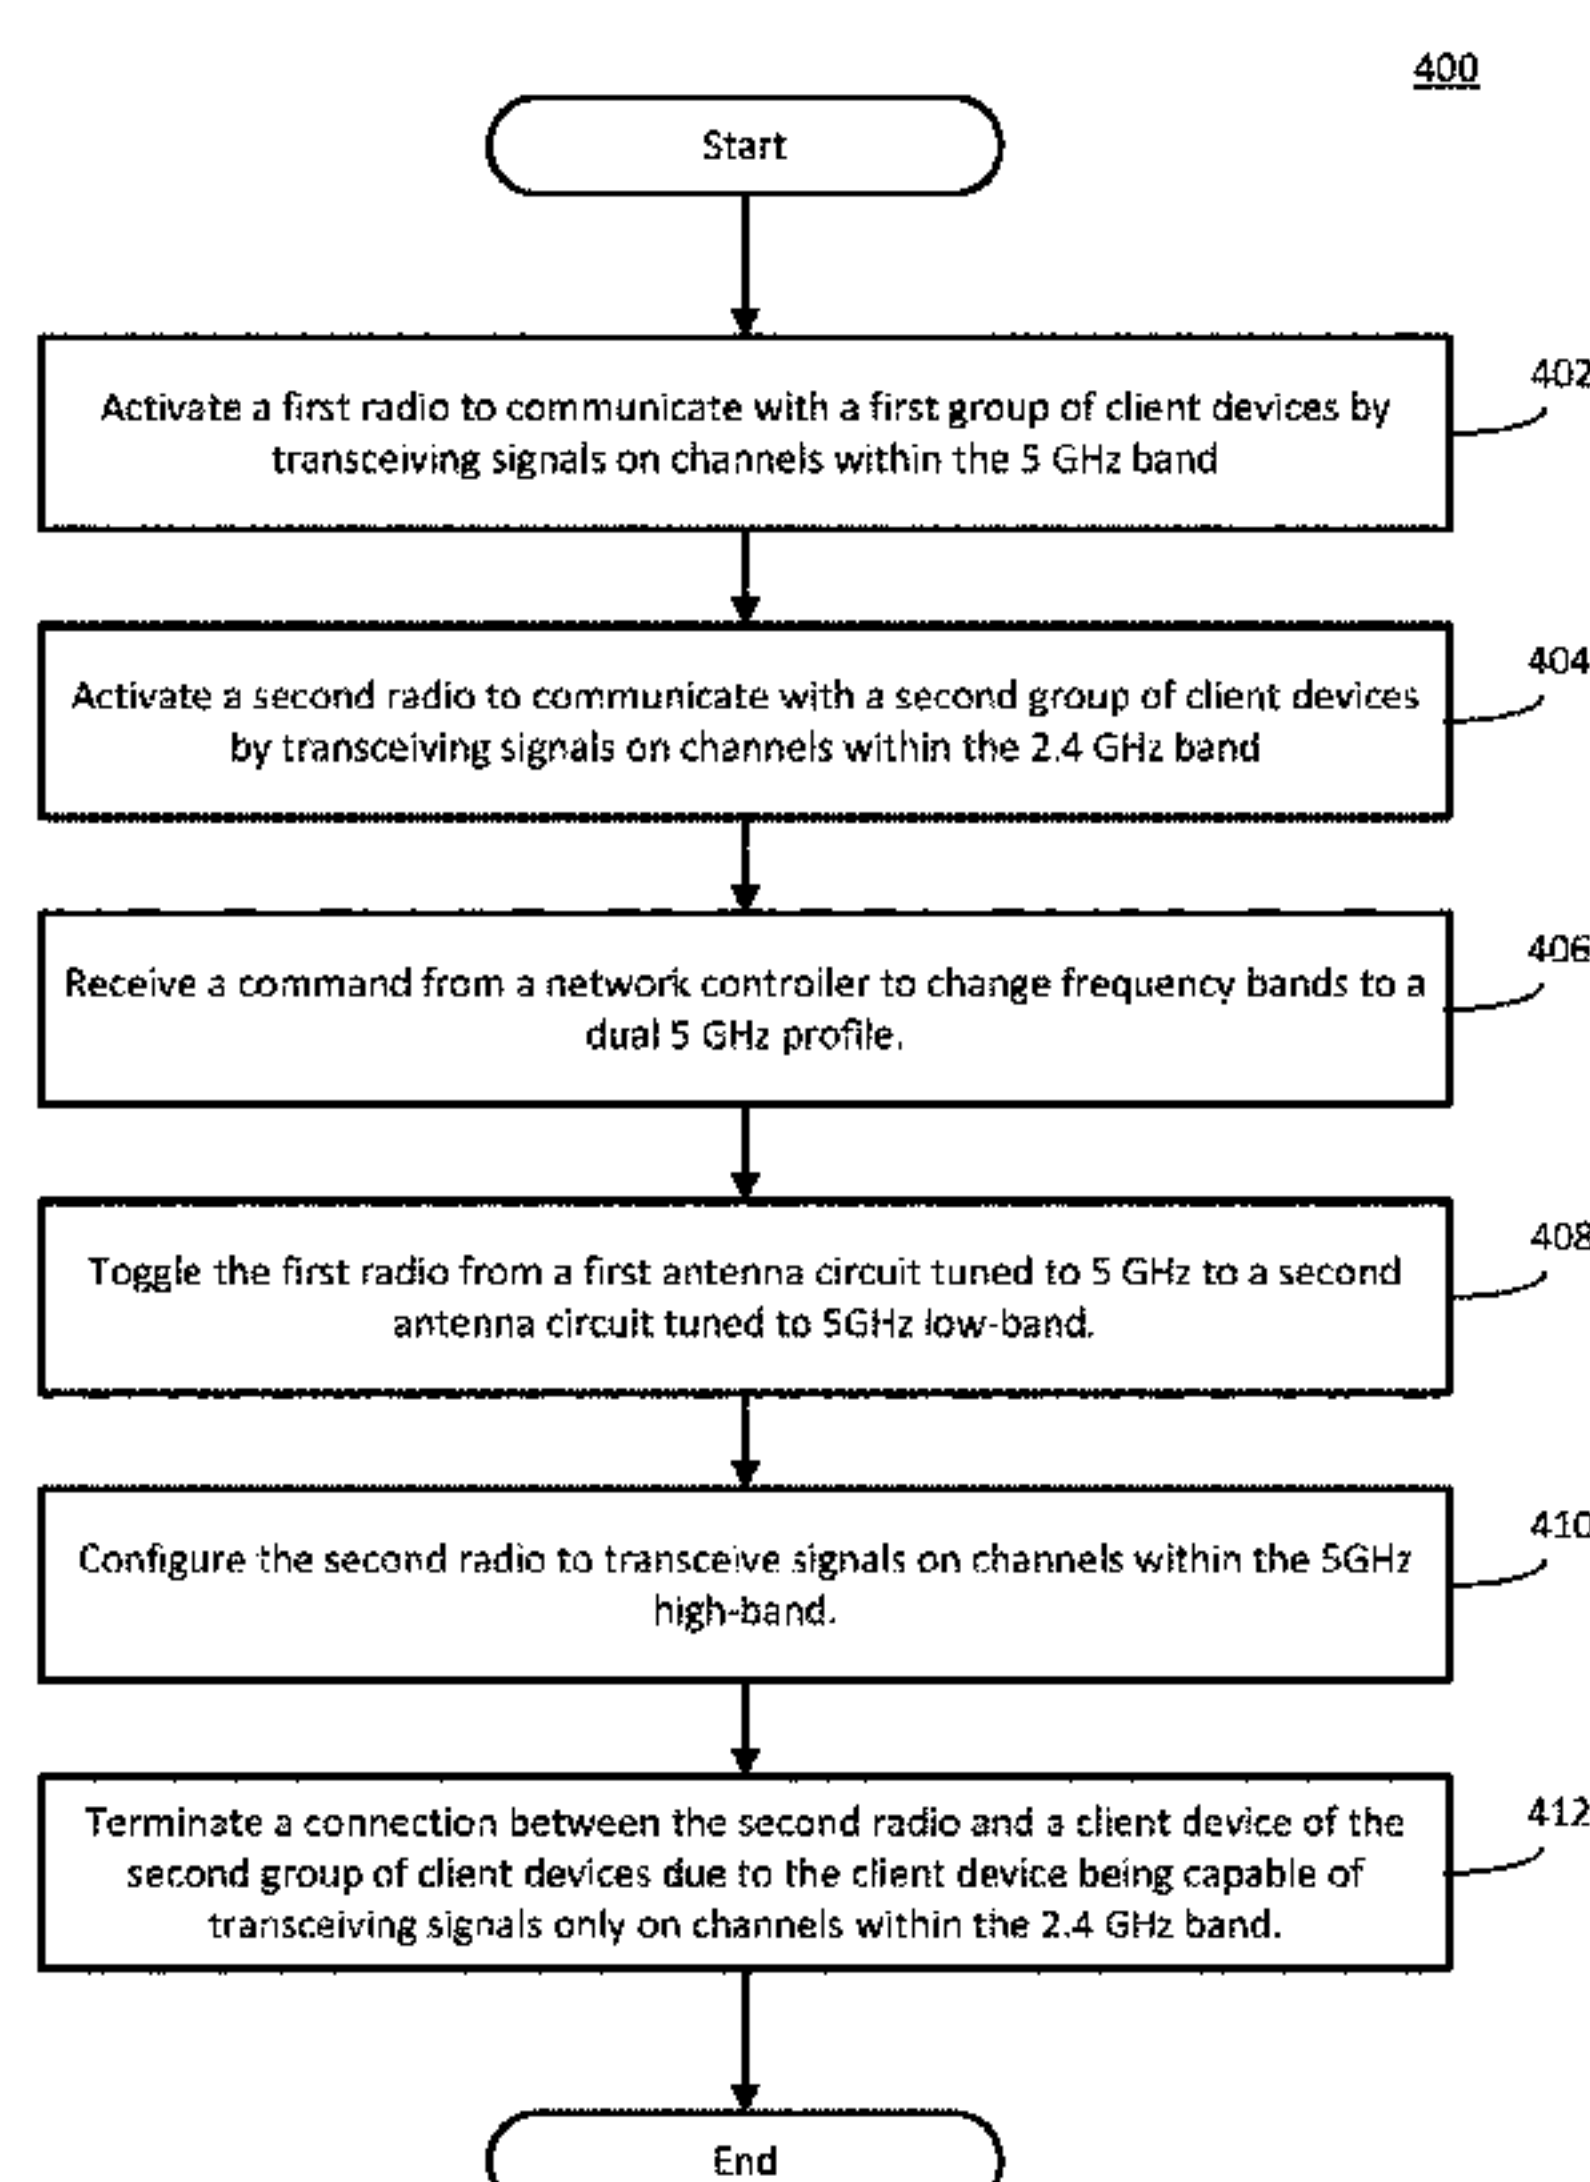 400
Start
Activate a first radio to communicate with a first group of client devices by
transceiving signals on channels within the 5 GHz band
402
Activate a second radio to communicate with a second group of client devices
by transceiving signals on channels within the 2.4 GHz band
404
Receive a command from a network controller to change frequency bands to a
dual 5 GHz profile.
406
Toggle the first radio from a first antenna circuit tuned to 5 GHz to a second
antenna circuit tuned to 5GHz low-band.
408
Configure the second radio to transceive signals on channels within the 5GHz
high-band.
410
Terminate a connection between the second radio and a client device of the
second group of client devices due to the client device being capable of
transceiving signals only on channels within the 2.4 GHz band.
412
End